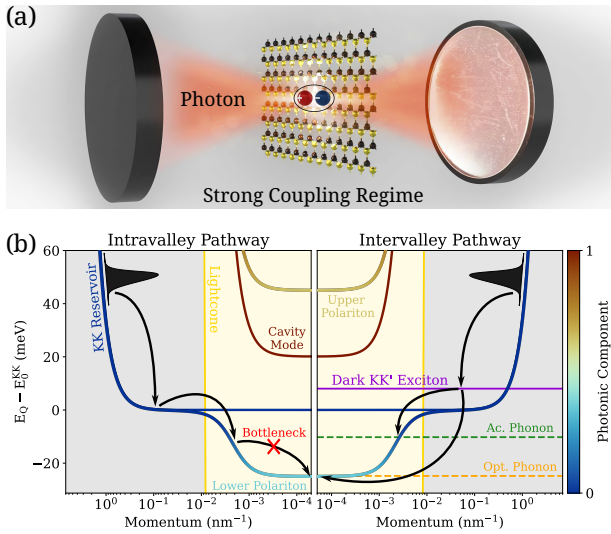 (a)
Photon
Strong Coupling Regime
(b)
Intravalley Pathway
Intervalley Pathway
60
40
20
0
−20
E_Q − E_0^KK (meV)
KK Reservoir
Lightcone
Cavity
Mode
Bottleneck
Lower Polariton
Upper
Polariton
Dark KK' Exciton
Ac. Phonon
Opt. Phonon
10^0
10^-1
10^-2
10^-3
10^-4
10^-4
10^-3
10^-2
10^-1
10^0
Momentum (nm^-1)
Momentum (nm^-1)
1
0
Photonic Component